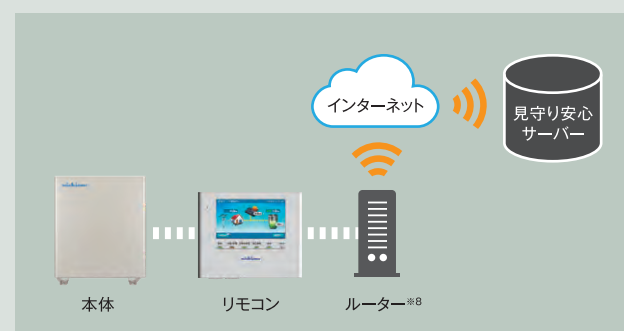 インターネット
見守り安心
サーバー
本体
リモコン
ルーター※8